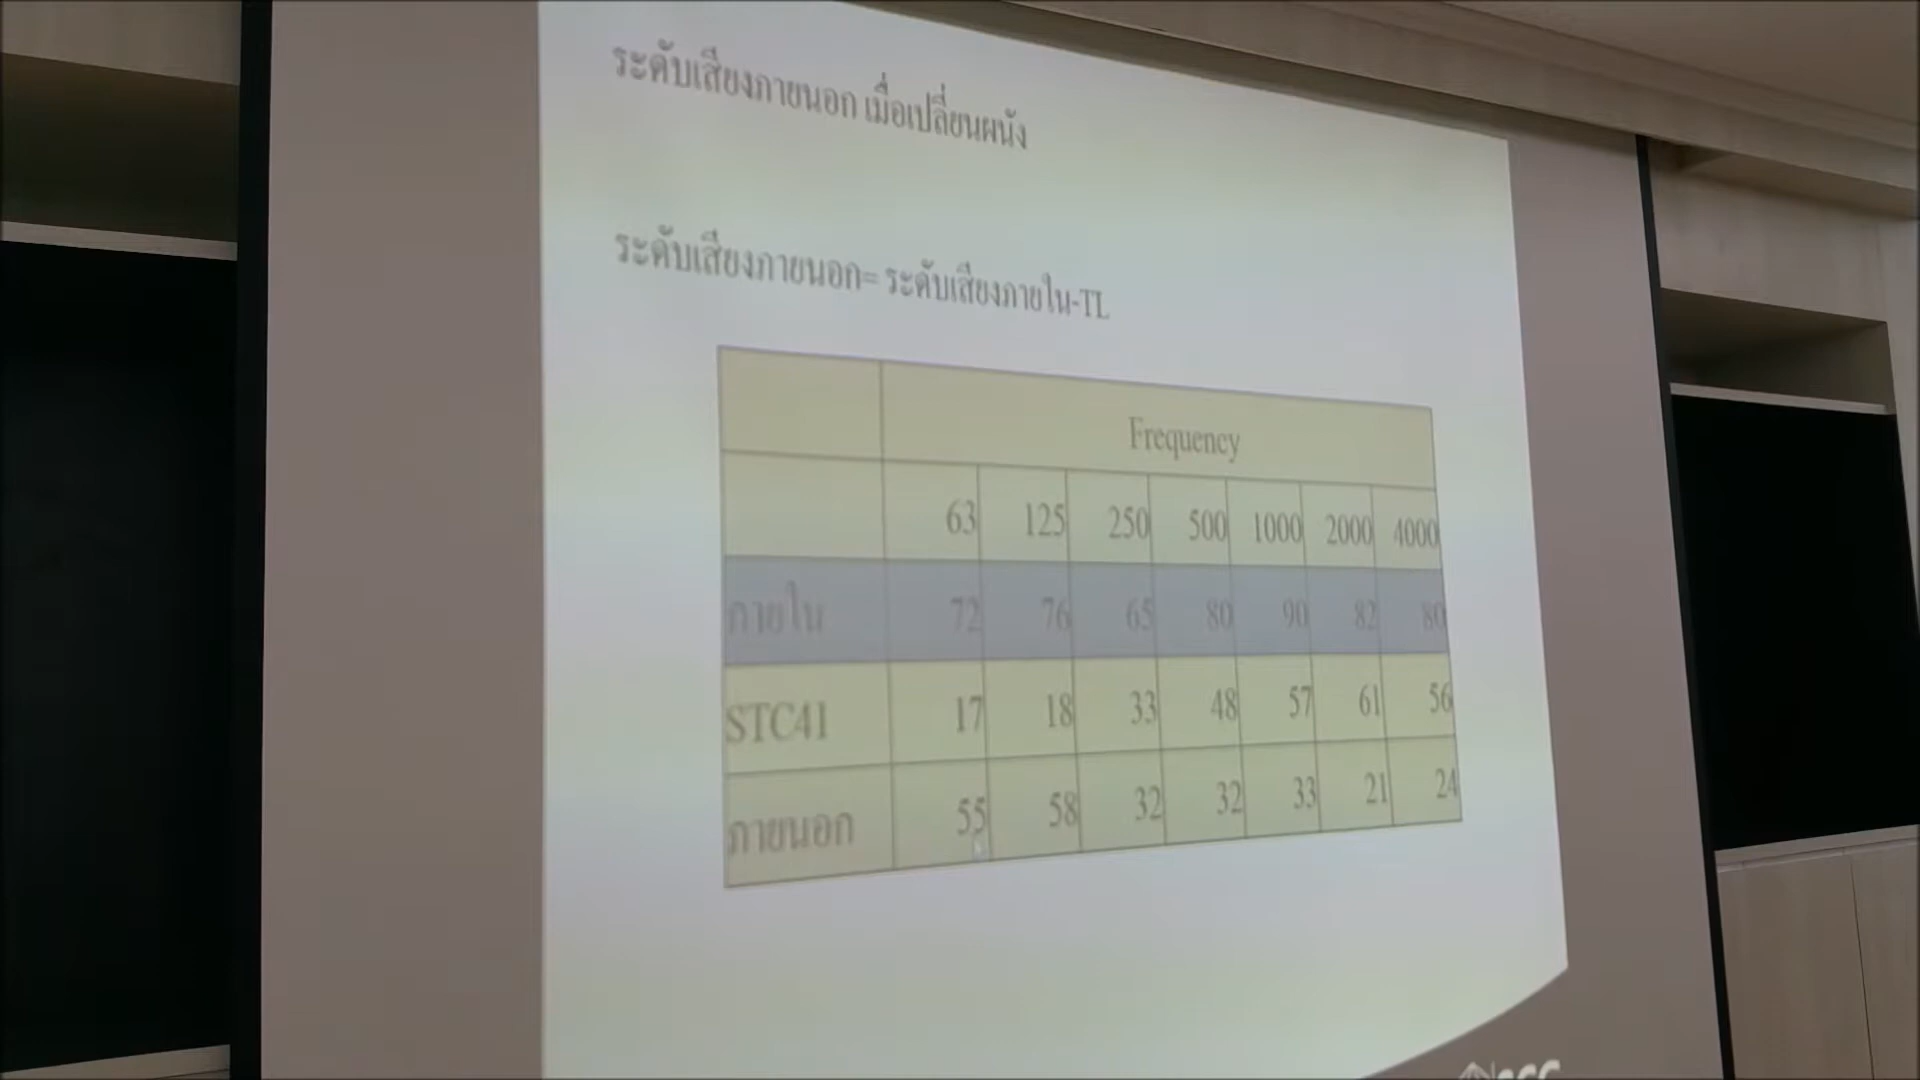 ระดับเสียงภายนอก เมื่อเปลี่ยนผนัง
ระดับเสียงภายนอก= ระดับเสียงภายใน-TL
Frequency
63 125 250 500 1000 2000 4000
ภายใน 72 76 65 80 90 82 80
STC41 17 18 33 48 57 61 56
ภายนอก 55 58 32 32 33 21 24